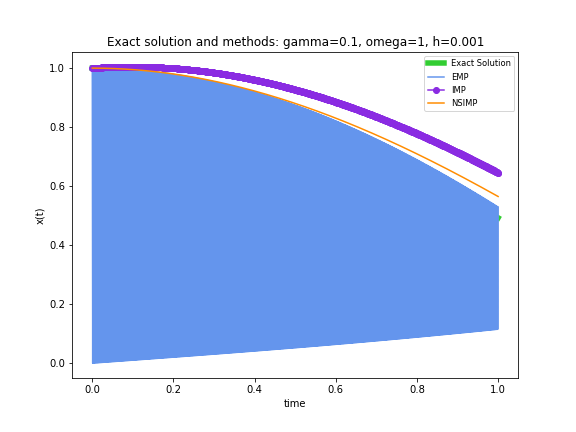 Exact solution and methods: gamma=0.1, omega=1, h=0.001
Exact Solution
EMP
IMP
NSIMP
1.0
0.8
0.6
0.4
0.2
0.0
x(t)
0.0 0.2 0.4 0.6 0.8 1.0
time